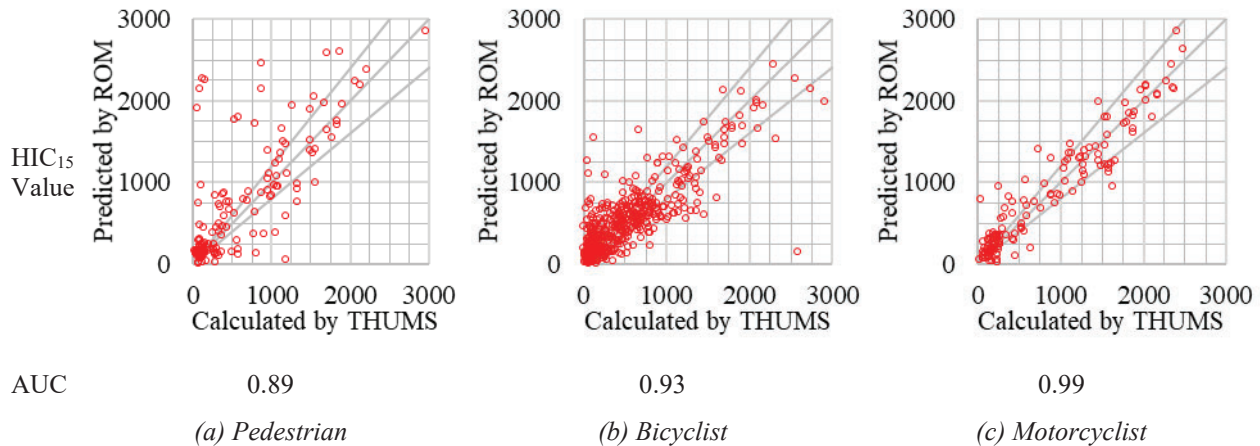 HIC15
Value
Predicted by ROM
3000
2000
1000
0
0 1000 2000 3000
Calculated by THUMS
Predicted by ROM
3000
2000
1000
0
0 1000 2000 3000
Calculated by THUMS
Predicted by ROM
3000
2000
1000
0
0 1000 2000 3000
Calculated by THUMS
AUC 0.89 0.93 0.99
(a) Pedestrian (b) Bicyclist (c) Motorcyclist